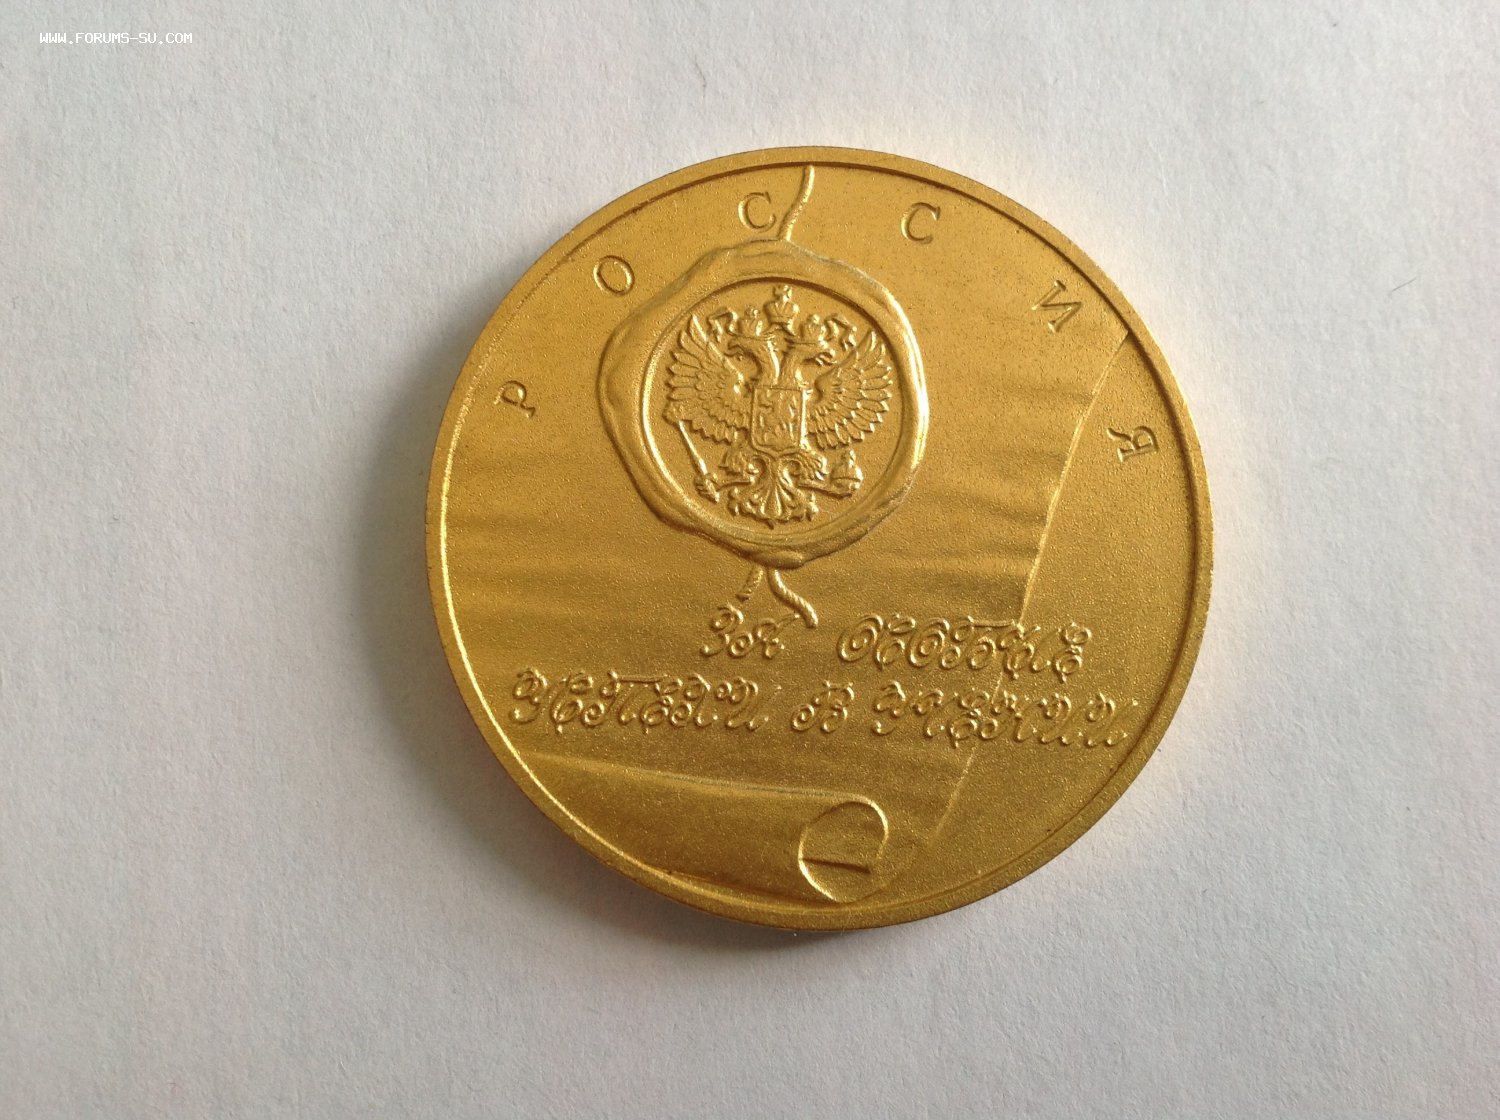 WWW.FORUMS-SU.COM
РОССИЯ
ЗА ОСОБЫЕ
УСПЕХИ В УЧЕНИИ